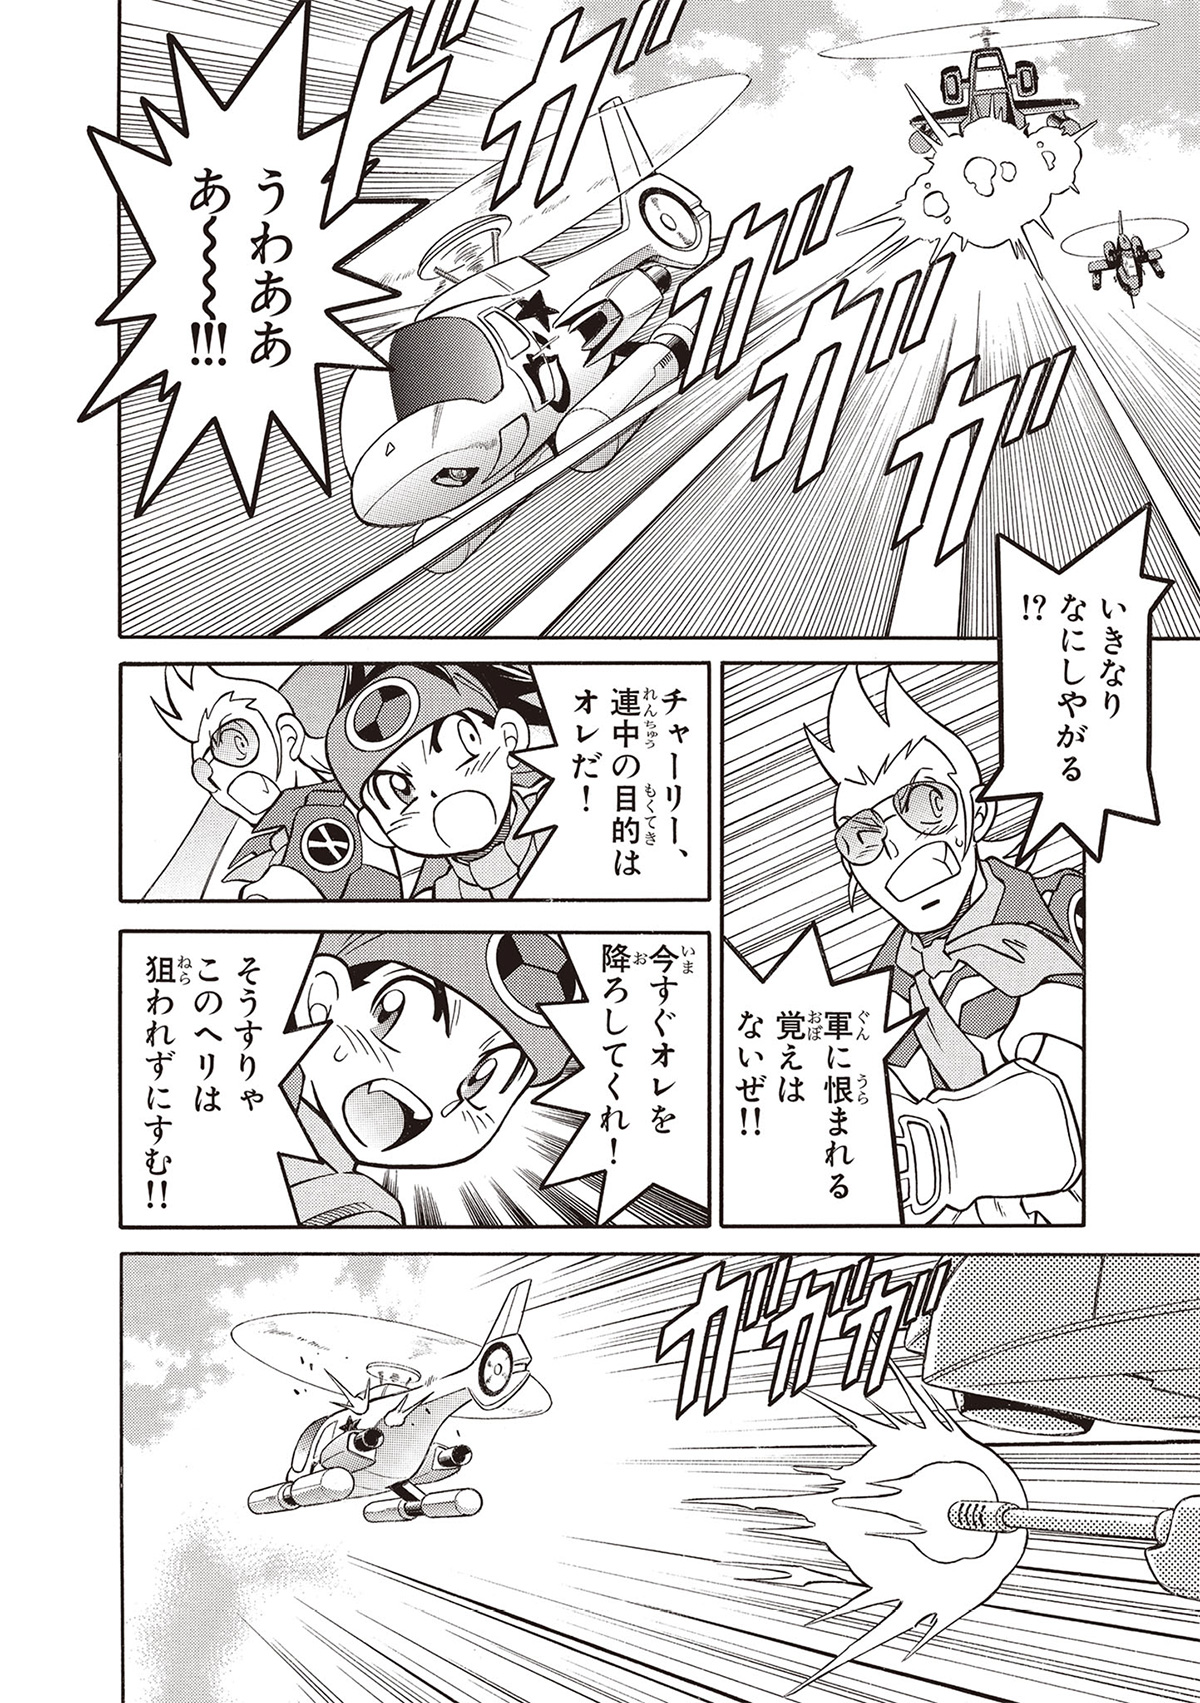 ドガ
ガガガ
うわあああ
あ～～～!!!
いきなり
なにしやがる
!?
軍に恨まれる
覚えは
ないぜ!!
チャーリー、
連中の目的は
オレだ!
今すぐオレを
降ろしてくれ!
そうすりゃ
このヘリは
狙われずにすむ!!
ガガガ